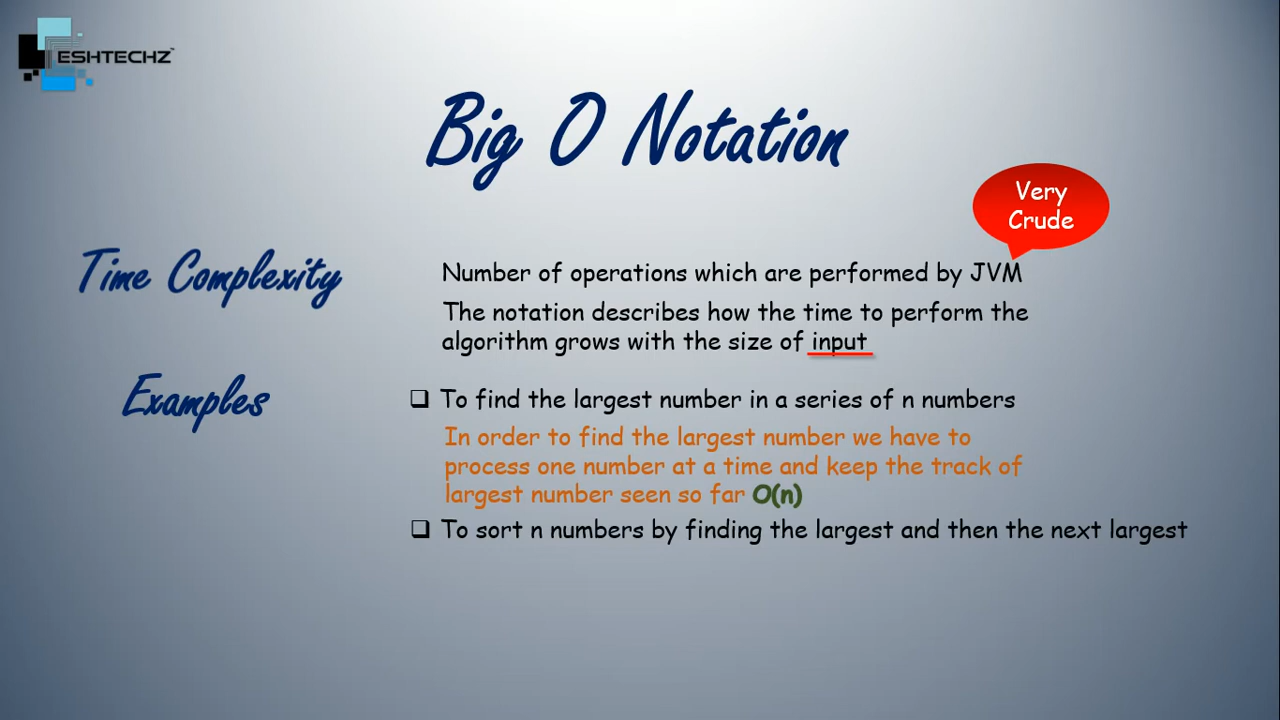 ESHTECHZ
Big O Notation
Very
Crude
Time Complexity
Number of operations which are performed by JVM
The notation describes how the time to perform the
algorithm grows with the size of input
Examples
To find the largest number in a series of n numbers
In order to find the largest number we have to
process one number at a time and keep the track of
largest number seen so far O(n)
To sort n numbers by finding the largest and then the next largest